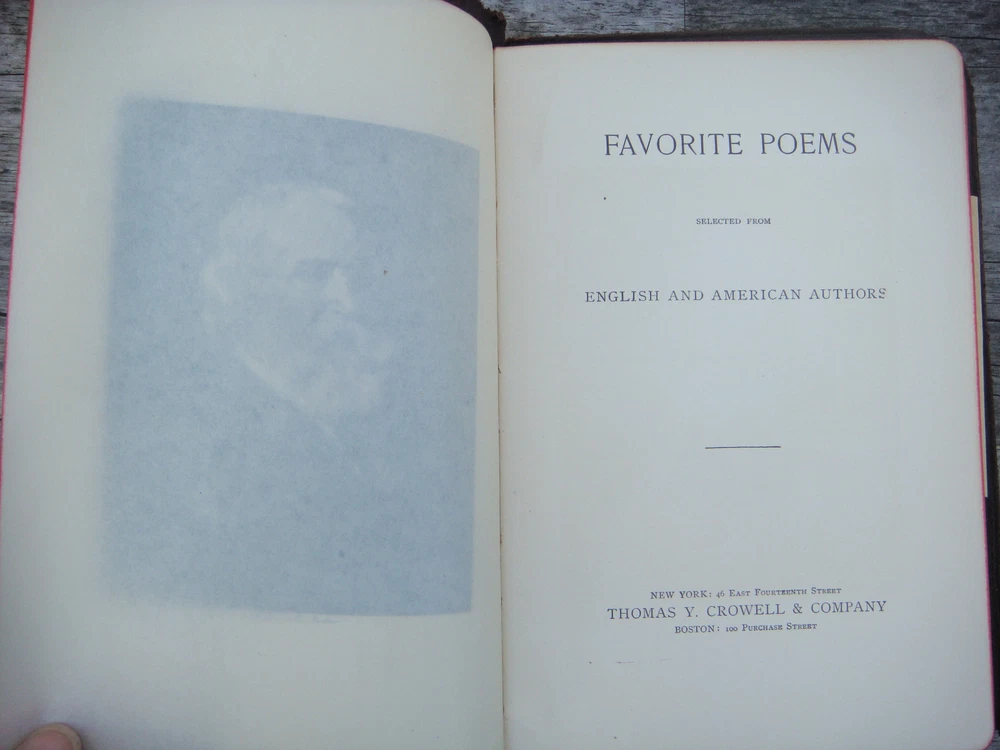 FAVORITE POEMS
SELECTED FROM
ENGLISH AND AMERICAN AUTHORS
NEW YORK: 46 East Fourteenth Street
THOMAS Y. CROWELL & COMPANY
BOSTON: 100 Purchase Street